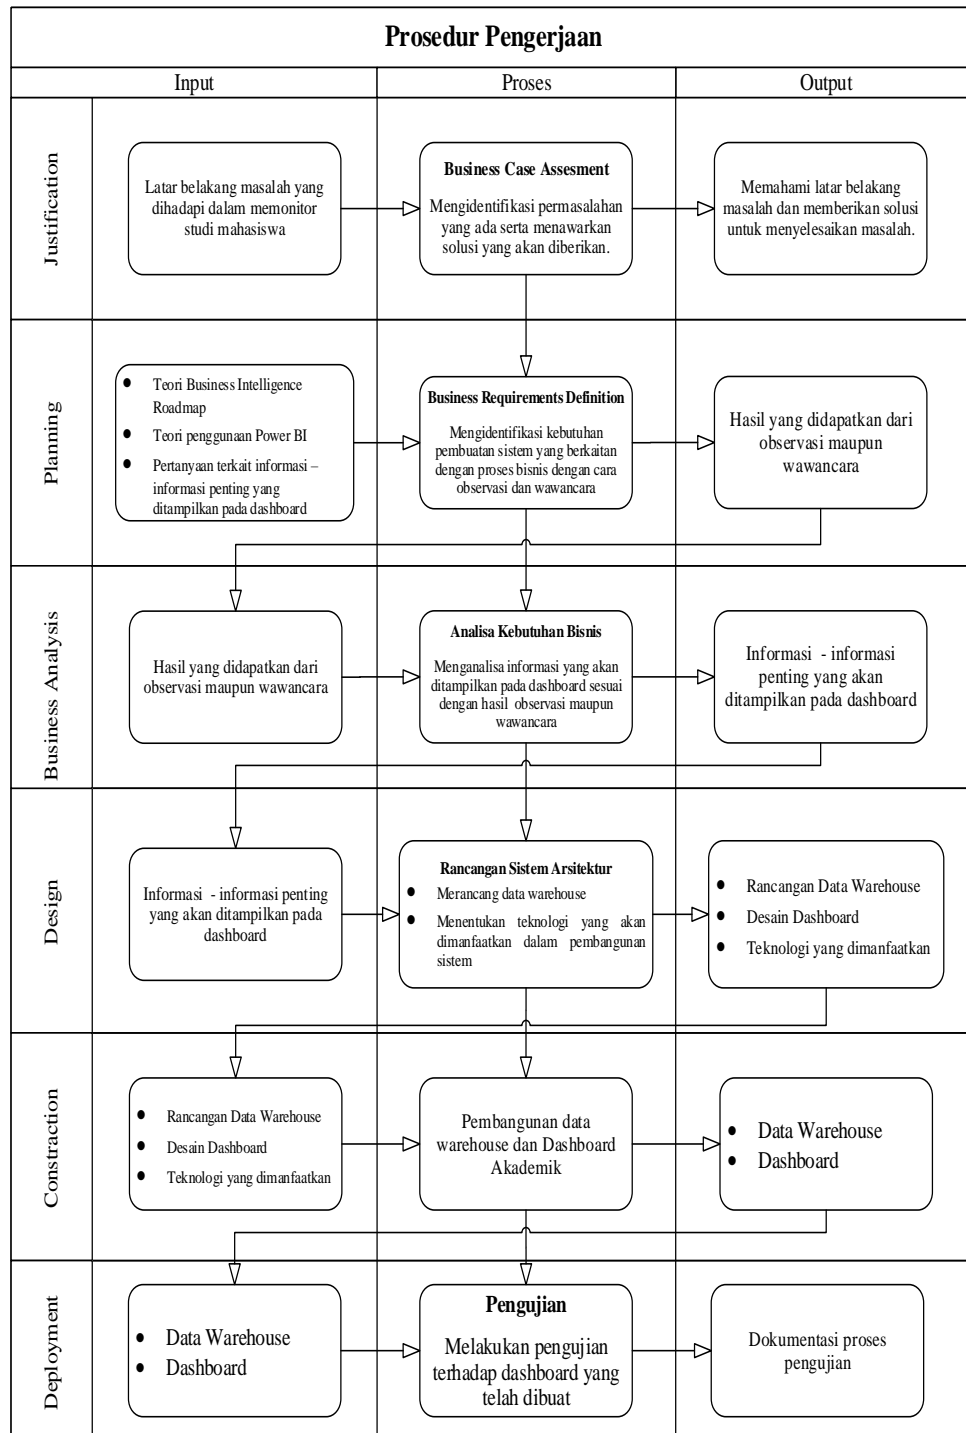 Prosedur Pengerjaan
Input
Proses
Output
Justification
Latar belakang masalah yang
dihadapi dalam memonitor
studi mahasiswa
Business Case Assesment
Mengidentifikasi permasalahan
yang ada serta menawarkan
solusi yang akan diberikan.
Memahami latar belakang
masalah dan memberikan solusi
untuk menyelesaikan masalah.
Planning
• Teori Business Intelligence
Roadmap
• Teori penggunaan Power BI
• Pertanyaan terkait informasi –
informasi penting yang
ditampilkan pada dashboard
Business Requirements Definition
Mengidentifikasi kebutuhan
pembuatan sistem yang berkaitan
dengan proses bisnis dengan cara
observasi dan wawancara
Hasil yang didapatkan dari
observasi maupun
wawancara
Business Analysis
Hasil yang didapatkan dari
observasi maupun wawancara
Analisa Kebutuhan Bisnis
Menganalisa informasi yang akan
ditampilkan pada dashboard sesuai
dengan hasil observasi maupun
wawancara
Informasi - informasi
penting yang akan
ditampilkan pada dashboard
Design
Informasi - informasi penting
yang akan ditampilkan pada
dashboard
Rancangan Sistem Arsitektur
• Merancang data warehouse
• Menentukan teknologi yang akan
dimanfaatkan dalam pembangunan
sistem
• Rancangan Data Warehouse
• Desain Dashboard
• Teknologi yang dimanfaatkan
Constraction
• Rancangan Data Warehouse
• Desain Dashboard
• Teknologi yang dimanfaatkan
Pembangunan data
warehouse dan Dashboard
Akademik
• Data Warehouse
• Dashboard
Deployment
• Data Warehouse
• Dashboard
Pengujian
Melakukan pengujian
terhadap dashboard yang
telah dibuat
Dokumentasi proses
pengujian